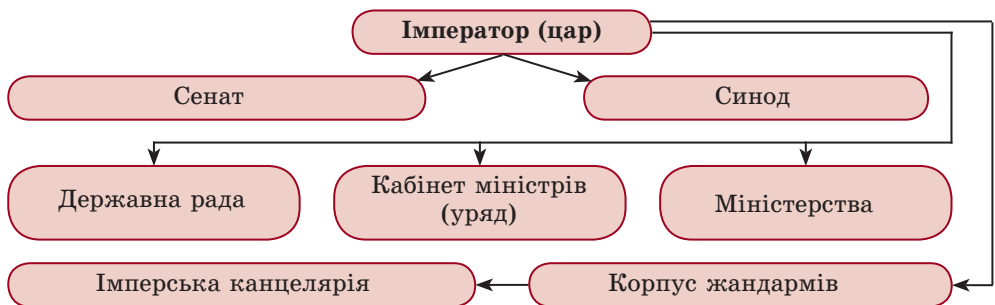 Імператор (цар)
Сенат
Синод
Державна рада
Кабінет міністрів
(уряд)
Міністерства
Імперська канцелярія
Корпус жандармів